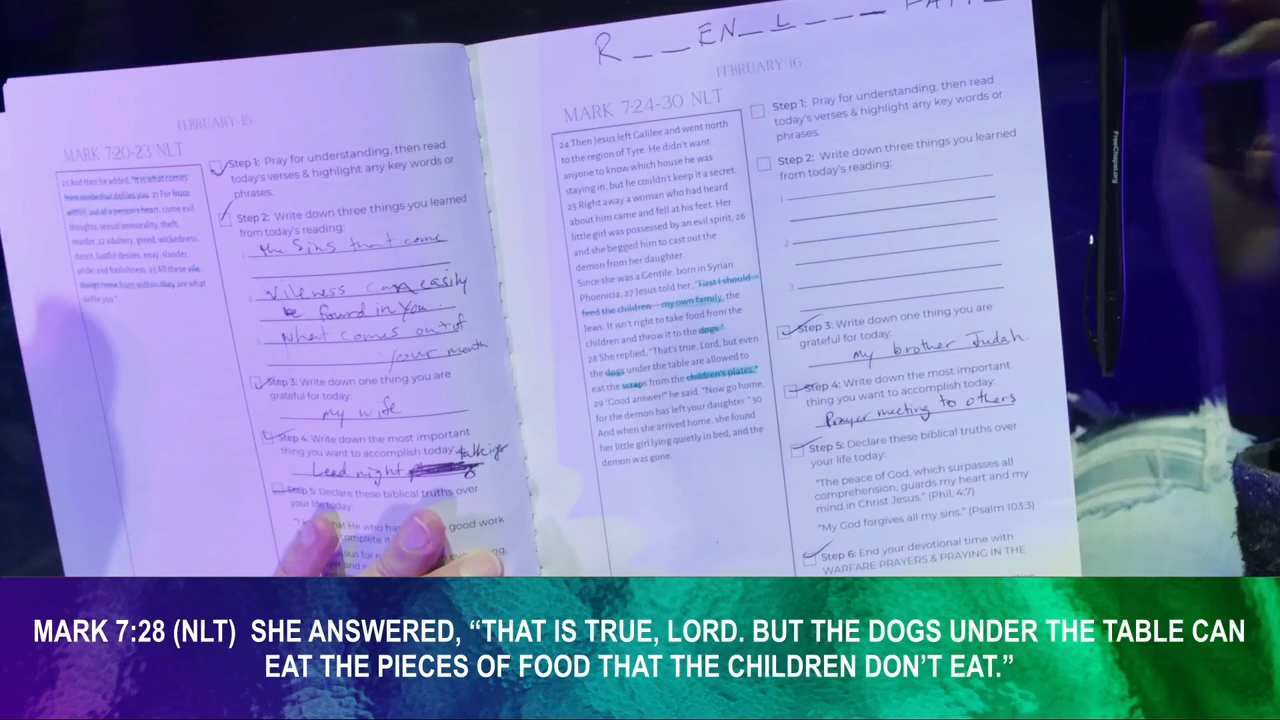 FEBRUARY 15
MARK 7:20-23 NLT
20 And then he added, "It is what comes
from inside that defiles you. 21 For from
within, out of a person's heart, come evil
thoughts, sexual immorality, theft,
murder, 22 adultery, greed, wickedness,
deceit, lustful desires, envy, slander,
pride, and foolishness. 23 All these vile
things come from within; they are what
defile you."
Step 1: Pray for understanding, then read
today's verses & highlight any key words or
phrases.
Step 2: Write down three things you learned
from today's reading:
1
the Sins that come
2
Vileness can easily
be found in You.
3
What comes out of
your mouth
Step 3: Write down one thing you are
grateful for today:
my wife
Step 4: Write down the most important
thing you want to accomplish today:
Lead night talking
Step 5: Declare these biblical truths over
your life today:
good work
R _ _ EN _ L _ _ _
FEBRUARY 16
MARK 7:24-30 NLT
24 Then Jesus left Galilee and went north
to the region of Tyre. He didn't want
anyone to know which house he was
staying in, but he couldn't keep it a secret.
25 Right away a woman who had heard
about him came and fell at his feet. Her
little girl was possessed by an evil spirit, 26
and she begged him to cast out the
demon from her daughter.
Since she was a Gentile, born in Syrian
Phoenicia, 27 Jesus told her, "First I should
feed the children—my own family, the
Jews. It isn't right to take food from the
children and throw it to the dogs."
28 She replied, "That's true, Lord, but even
the dogs under the table are allowed to
eat the scraps from the children's plates."
29 "Good answer!" he said. "Now go home,
for the demon has left your daughter." 30
And when she arrived home, she found
her little girl lying quietly in bed, and the
demon was gone.
Step 1: Pray for understanding, then read
today's verses & highlight any key words or
phrases.
Step 2: Write down three things you learned
from today's reading:
1
2
3
Step 3: Write down one thing you are
grateful for today:
my brother Judah
Step 4: Write down the most important
thing you want to accomplish today:
Prayer meeting to others
Step 5: Declare these biblical truths over
your life today:
"The peace of God, which surpasses all
comprehension, guards my heart and my
mind in Christ Jesus." (Phil. 4:7)
"My God forgives all my sins." (Psalm 103:3)
Step 6: End your devotional time with
WARFARE PRAYERS & PRAYING IN THE
FreeChapel.org
MARK 7:28 (NLT) SHE ANSWERED, “THAT IS TRUE, LORD. BUT THE DOGS UNDER THE TABLE CAN
EAT THE PIECES OF FOOD THAT THE CHILDREN DON’T EAT.”